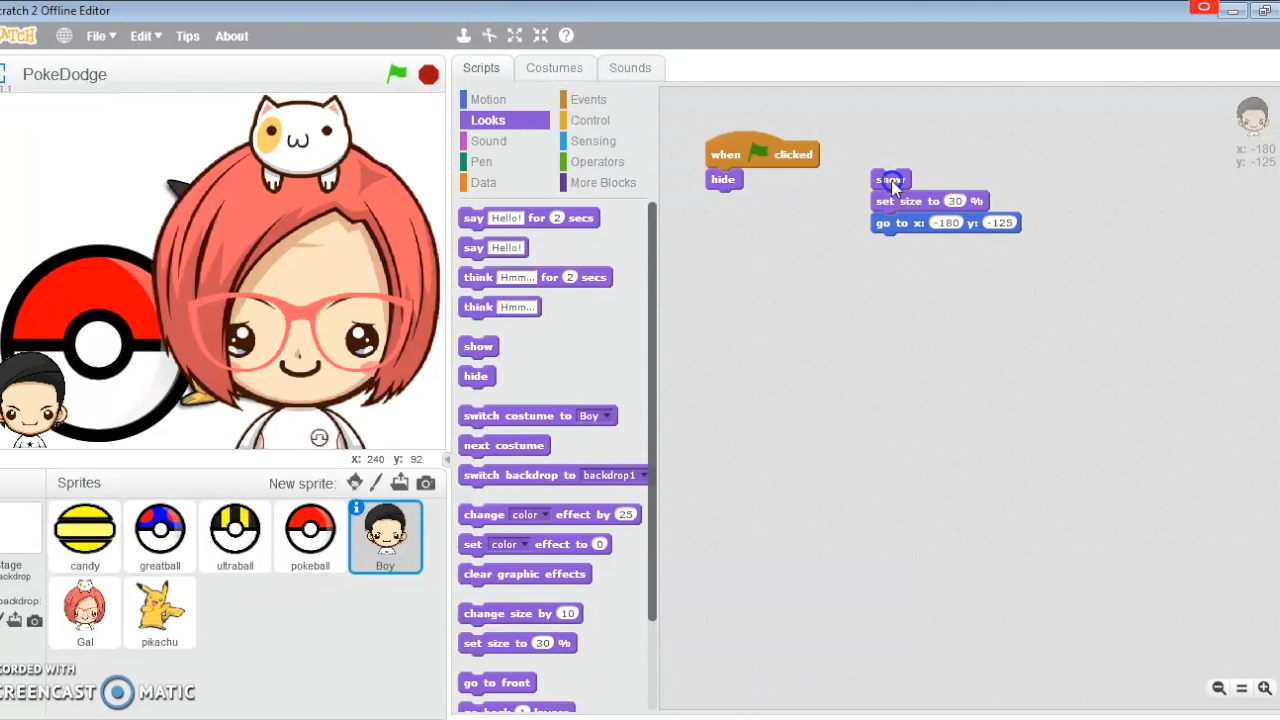 cratch 2 Offline Editor
File Edit Tips About
PokeDodge
Scripts Costumes Sounds
Motion Events
Looks Control
Sound Sensing
Pen Operators
Data More Blocks
say Hello! for 2 secs
say Hello!
think Hmm... for 2 secs
think Hmm...
show
hide
switch costume to Boy
next costume
switch backdrop to backdrop1
change color effect by 25
set color effect to 0
clear graphic effects
change size by 10
set size to 30 %
go to front
when clicked
hide
show
set size to 30 %
go to x: -180 y: -125
x: -180
y: -125
x: 240 y: 92
Sprites New sprite:
candy greatball ultraball pokeball Boy
Gal pikachu
tage
backdrop
ackdrop:
CORDED WITH
CREENCAST MATIC